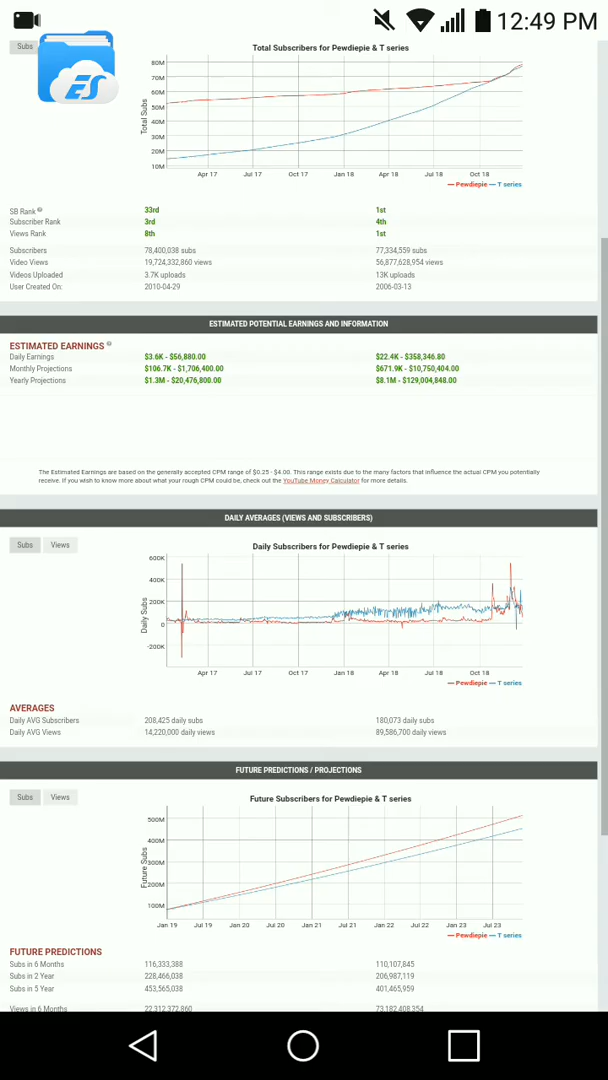 12:49 PM
Subs
ES
Total Subscribers for Pewdiepie & T series
80M
70M
60M
50M
40M
30M
20M
10M
Total Subs
Apr 17 Jul 17 Oct 17 Jan 18 Apr 18 Jul 18 Oct 18
Pewdiepie T series
SB Rank 33rd 1st
Subscriber Rank 3rd 4th
Views Rank 8th 1st
Subscribers 78,400,038 subs 77,334,559 subs
Video Views 19,724,332,860 views 56,877,628,954 views
Videos Uploaded 3.7K uploads 13K uploads
User Created On: 2010-04-29 2006-03-13
ESTIMATED POTENTIAL EARNINGS AND INFORMATION
ESTIMATED EARNINGS
Daily Earnings $3.6K - $56,880.00 $22.4K - $358,346.80
Monthly Projections $106.7K - $1,706,400.00 $671.9K - $10,750,404.00
Yearly Projections $1.3M - $20,476,800.00 $8.1M - $129,004,848.00
The Estimated Earnings are based on the generally accepted CPM range of $0.25 - $4.00. This range exists due to the many factors that influence the actual CPM you potentially
receive. If you wish to know more about what your rough CPM could be, check out the YouTube Money Calculator for more details.
DAILY AVERAGES (VIEWS AND SUBSCRIBERS)
Subs Views
Daily Subscribers for Pewdiepie & T series
600K
400K
200K
0
-200K
Daily Subs
Apr 17 Jul 17 Oct 17 Jan 18 Apr 18 Jul 18 Oct 18
Pewdiepie T series
AVERAGES
Daily AVG Subscribers 208,425 daily subs 180,073 daily subs
Daily AVG Views 14,220,000 daily views 89,586,700 daily views
FUTURE PREDICTIONS / PROJECTIONS
Subs Views
Future Subscribers for Pewdiepie & T series
500M
400M
300M
200M
100M
Future Subs
Jan 19 Jul 19 Jan 20 Jul 20 Jan 21 Jul 21 Jan 22 Jul 22 Jan 23 Jul 23
Pewdiepie T series
FUTURE PREDICTIONS
Subs in 6 Months 116,333,388 110,107,845
Subs in 2 Year 228,466,038 206,987,119
Subs in 5 Year 453,565,038 401,465,959
Views in 6 Months 22,312,372,860 73,182,408,354